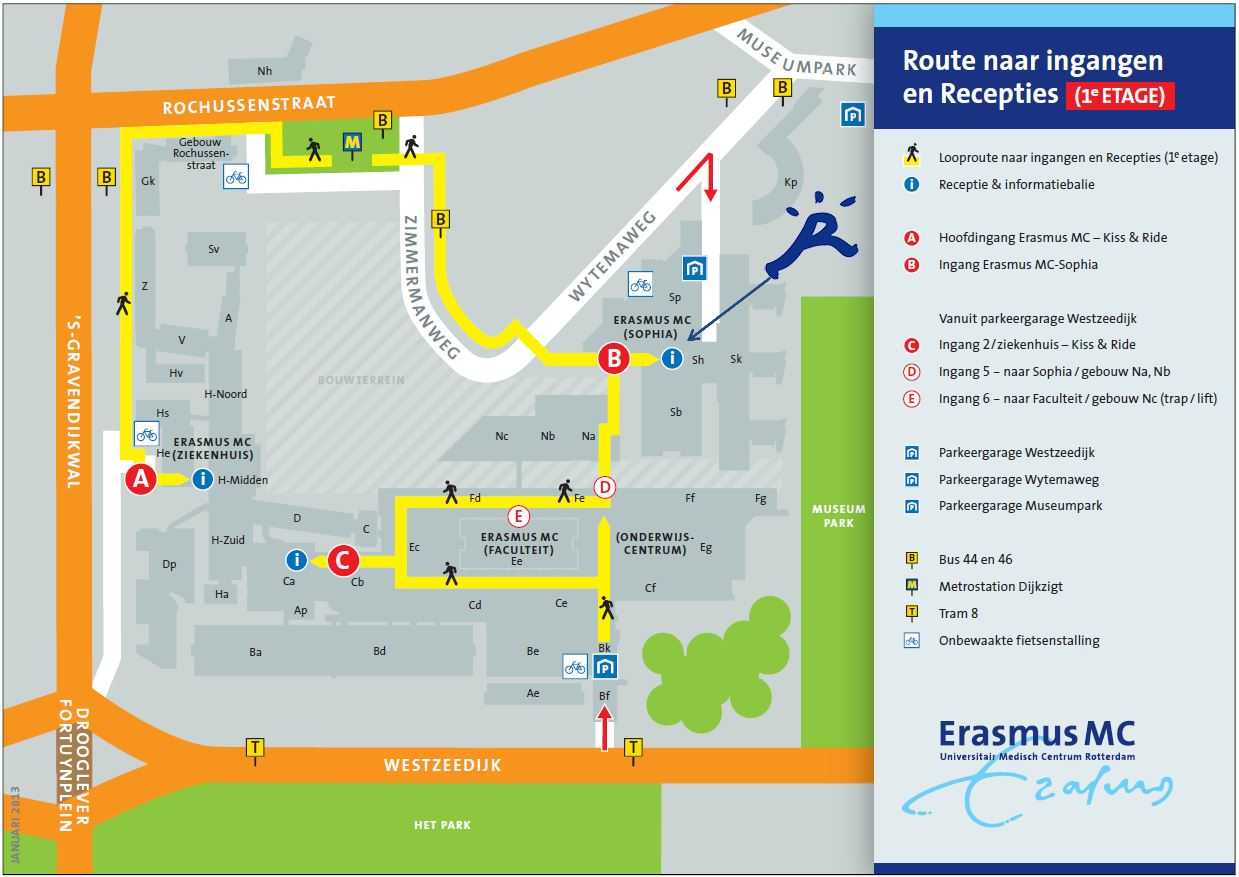 MUSEUMPARK
Nh
ROCHUSSENSTRAAT
B
B
B
M
B
B
B
Gebouw
Rochussen-
straat
Gk
Kp
Sv
ZIMMERMANWEG
WYTEMAWEG
Z
A
Sp
'S-GRAVENDIJKWAL
V
ERASMUS MC
(SOPHIA)
B
i
Sh
Sk
Hv
BOUWTERREIN
H-Noord
Hs
Sb
He
ERASMUS MC
(ZIEKENHUIS)
Nc
Nb
Na
A
i
H-Midden
D
Fd
Fe
Ff
Fg
MUSEUM
PARK
D
C
E
H-Zuid
Ec
ERASMUS MC
(FACULTEIT)
Ee
(ONDERWIJS-
CENTRUM)
Eg
Dp
i
C
Ca
Cb
Cf
Ha
Ap
Cd
Ce
Ba
Bd
Be
Bk
P
P
P
Ae
Bf
T
T
DROOGLEVER
FORTUYNPLEIN
WESTZEEDIJK
HET PARK
JANUARI 2013
Route naar ingangen
en Recepties (1e ETAGE)
Looproute naar ingangen en Recepties (1e etage)
i Receptie & informatiebalie
A Hoofdingang Erasmus MC – Kiss & Ride
B Ingang Erasmus MC-Sophia
Vanuit parkeergarage Westzeedijk
C Ingang 2/ziekenhuis – Kiss & Ride
D Ingang 5 – naar Sophia / gebouw Na, Nb
E Ingang 6 – naar Faculteit / gebouw Nc (trap / lift)
P Parkeergarage Westzeedijk
P Parkeergarage Wytemaweg
P Parkeergarage Museumpark
B Bus 44 en 46
M Metrostation Dijkzigt
T Tram 8
Onbewaakte fietsenstalling
Erasmus MC
Universitair Medisch Centrum Rotterdam
Erasmus